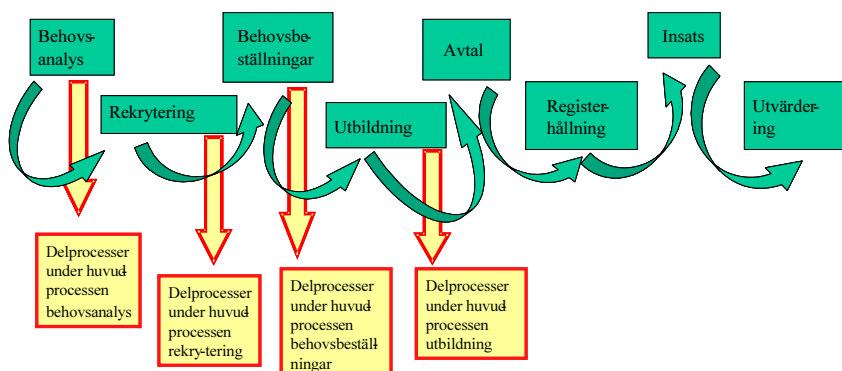 Behovs-
analys
Rekrytering
Behovsbe-
ställningar
Utbildning
Avtal
Register-
hållning
Insats
Utvärder-
ing
Delprocesser
under huvud-
processen
behovsanalys
Delprocesser
under huvud-
processen
rekry-tering
Delprocesser
under huvud-
processen
behovsbeställ-
ningar
Delprocesser
under huvud-
processen
utbildning